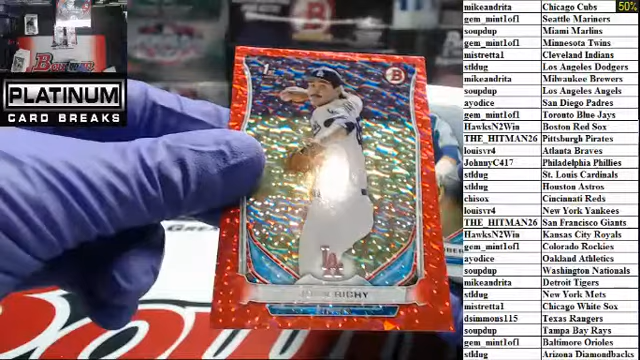 PLATINUM
CARD BREAKS
1st
B
LA
RICHY
50%
mikeandrita Chicago Cubs
gem_mint1of1 Seattle Mariners
soupdup Miami Marlins
gem_mint1of1 Minnesota Twins
mistretta1 Cleveland Indians
stldug Los Angeles Dodgers
mikeandrita Milwaukee Brewers
soupdup Los Angeles Angels
ayodice San Diego Padres
gem_mint1of1 Toronto Blue Jays
HawksN2Win Boston Red Sox
THE_HITMAN26 Pittsburgh Pirates
louisvr4 Atlanta Braves
JohnnyC417 Philadelphia Phillies
stldug St. Louis Cardinals
stldug Houston Astros
chisox Cincinnati Reds
louisvr4 New York Yankees
THE_HITMAN26 San Francisco Giants
HawksN2Win Kansas City Royals
gem_mint1of1 Colorado Rockies
ayodice Oakland Athletics
soupdup Washington Nationals
mikeandrita Detroit Tigers
stldug New York Mets
mistretta1 Chicago White Sox
dsimmons115 Texas Rangers
soupdup Tampa Bay Rays
gem_mint1of1 Baltimore Orioles
stldug Arizona Diamondbacks